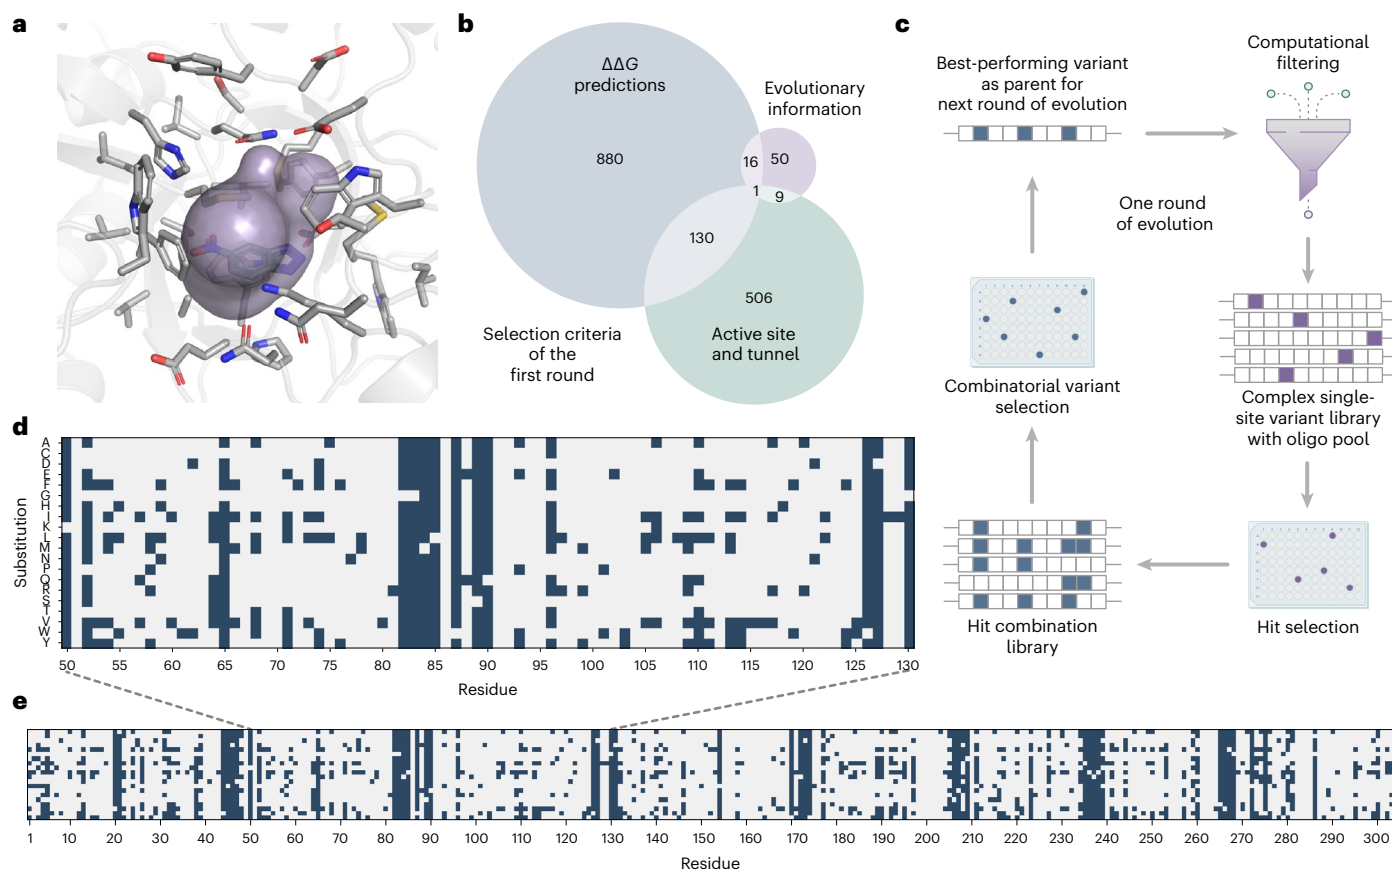 a
b
ΔΔG
predictions
Evolutionary
information
880
16
50
1
9
130
506
Selection criteria
of the
first round
Active site
and tunnel
c
Best-performing variant
as parent for
next round of evolution
Computational
filtering
One round
of evolution
Combinatorial variant
selection
Complex single-
site variant library
with oligo pool
Hit combination
library
Hit selection
d
Substitution
A
C
D
E
F
G
H
I
K
L
M
N
P
Q
R
S
T
V
W
Y
50 55 60 65 70 75 80 85 90 95 100 105 110 115 120 125 130
Residue
e
1 10 20 30 40 50 60 70 80 90 100 110 120 130 140 150 160 170 180 190 200 210 220 230 240 250 260 270 280 290 300
Residue